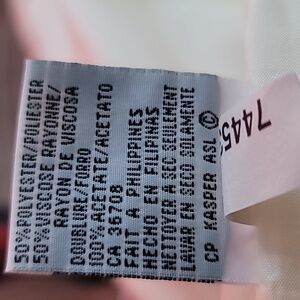 50% POLYESTER/POLIESTER
5% VISCOSE RAYONNE/
RAYON DE VISCOSA
DOUBLURE/FORRO
100% ACETATE/ACETATO
CA 36708
FAIT A PHILIPPINES
HECHO EN FILIPINAS
NETTOYER A SEC SEULEMENT
LAVAR EN SECO SOLAMENTE
CP KASPER ASL ©
7445